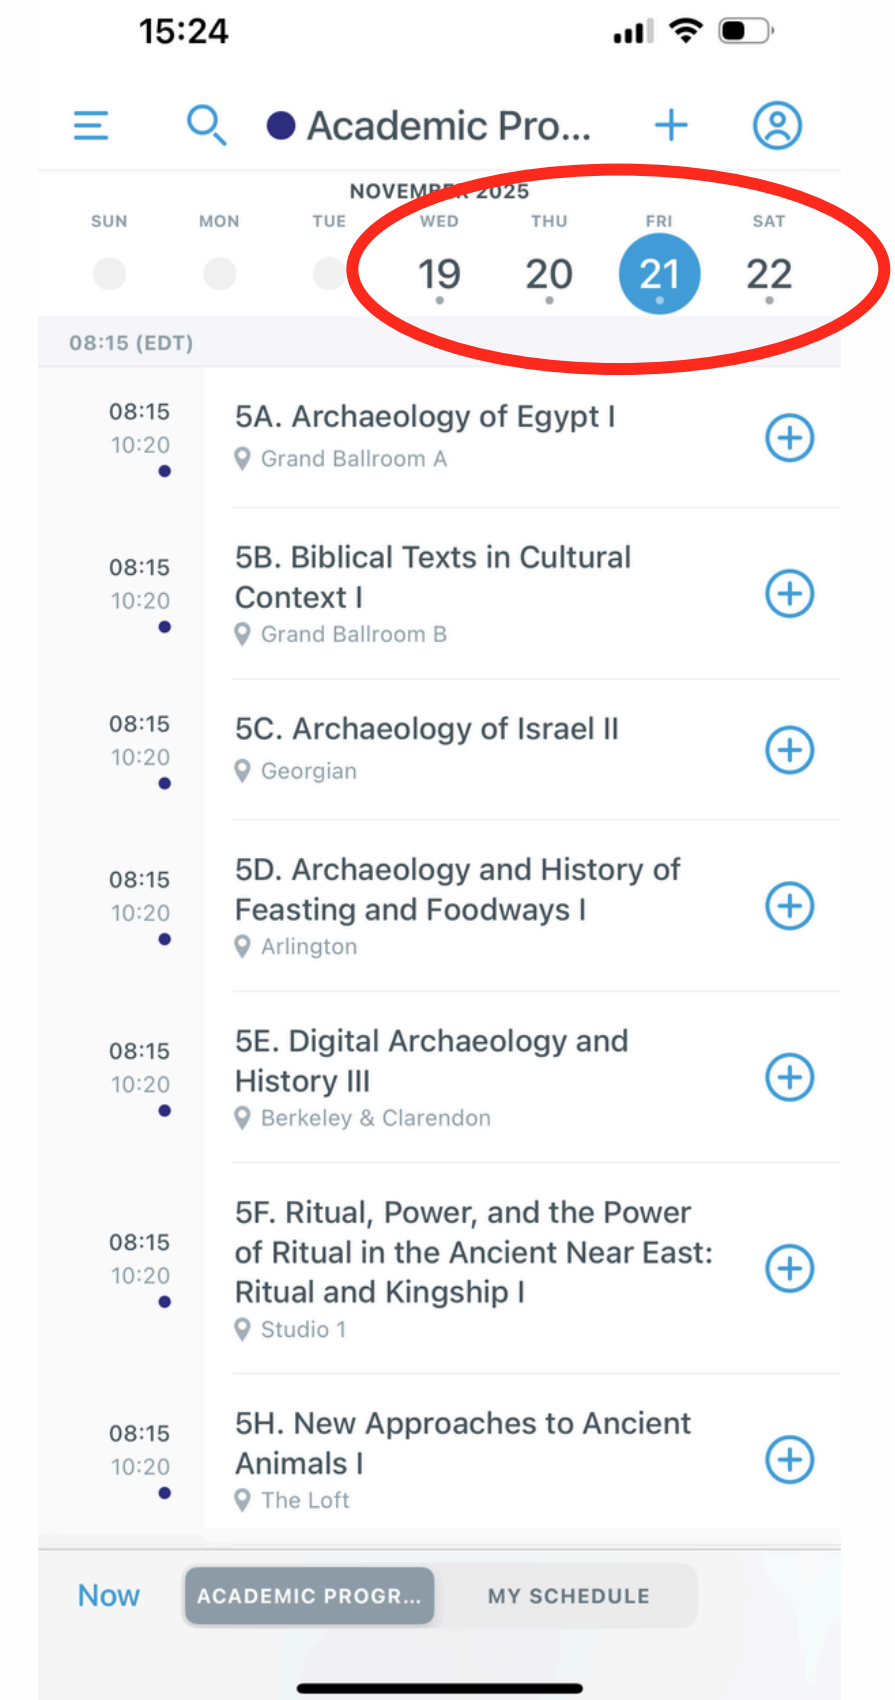 15:24
Academic Pro...
NOVEMBER 2025
SUN MON TUE WED THU FRI SAT
19 20 21 22
08:15 (EDT)
08:15
10:20
5A. Archaeology of Egypt I
Grand Ballroom A
08:15
10:20
5B. Biblical Texts in Cultural
Context I
Grand Ballroom B
08:15
10:20
5C. Archaeology of Israel II
Georgian
08:15
10:20
5D. Archaeology and History of
Feasting and Foodways I
Arlington
08:15
10:20
5E. Digital Archaeology and
History III
Berkeley & Clarendon
08:15
10:20
5F. Ritual, Power, and the Power
of Ritual in the Ancient Near East:
Ritual and Kingship I
Studio 1
08:15
10:20
5H. New Approaches to Ancient
Animals I
The Loft
Now
ACADEMIC PROGR...
MY SCHEDULE